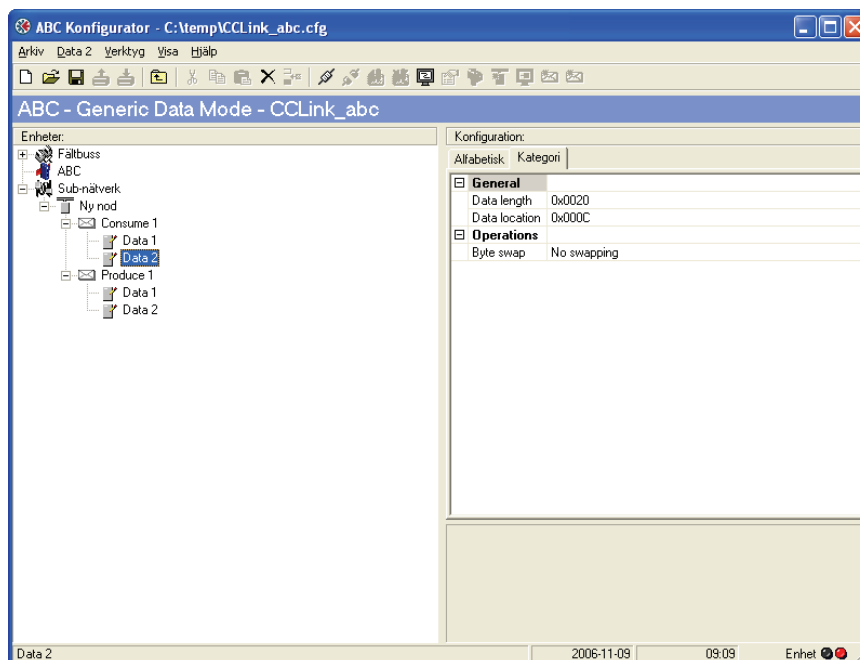 ABC Konfigurator - C:\temp\CCLink_abc.cfg
Arkiv Data 2 Verktyg Visa Hjälp
ABC - Generic Data Mode - CCLink_abc
Enheter:
Fältbuss
ABC
Sub-nätverk
Ny nod
Consume 1
Data 1
Data 2
Produce 1
Data 1
Data 2
Konfiguration:
Alfabetisk Kategori
General
Data length 0x0020
Data location 0x000C
Operations
Byte swap No swapping
Data 2 2006-11-09 09:09 Enhet